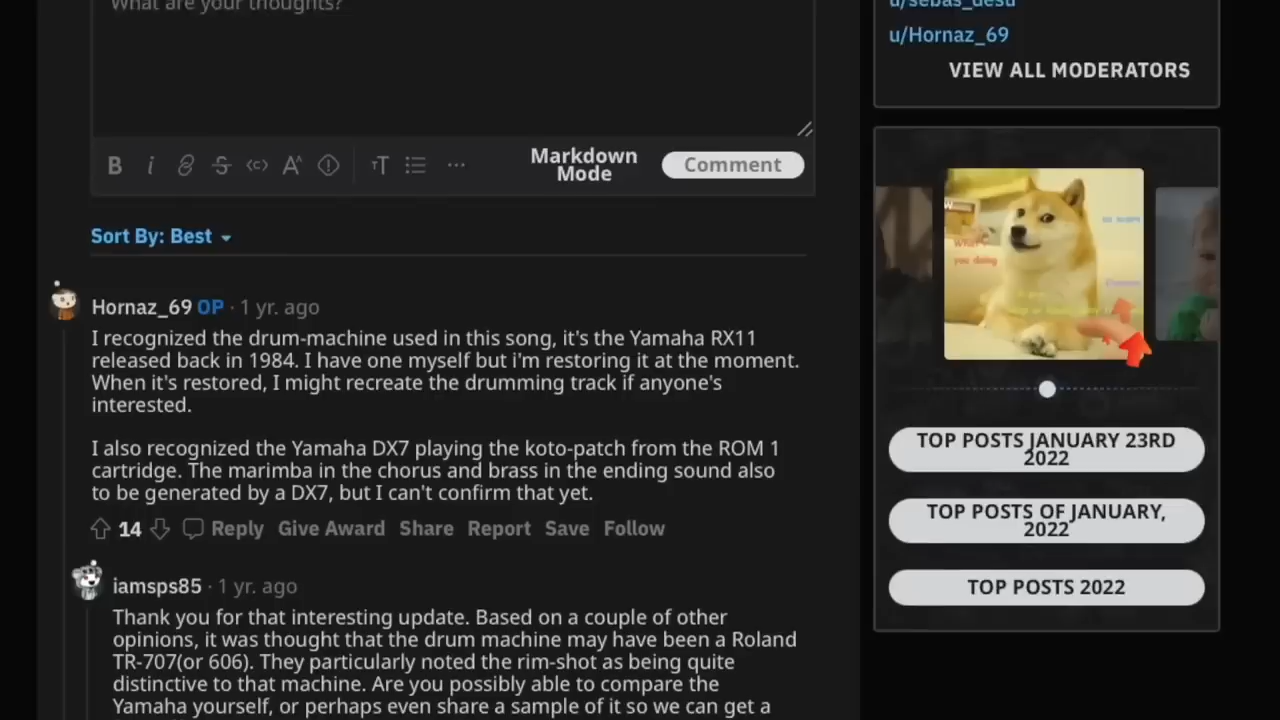 What are your thoughts?
Markdown
Mode
Comment
Sort By: Best
Hornaz_69 OP · 1 yr. ago
I recognized the drum-machine used in this song, it's the Yamaha RX11
released back in 1984. I have one myself but i'm restoring it at the moment.
When it's restored, I might recreate the drumming track if anyone's
interested.
I also recognized the Yamaha DX7 playing the koto-patch from the ROM 1
cartridge. The marimba in the chorus and brass in the ending sound also
to be generated by a DX7, but I can't confirm that yet.
14 Reply Give Award Share Report Save Follow
iamsps85 · 1 yr. ago
Thank you for that interesting update. Based on a couple of other
opinions, it was thought that the drum machine may have been a Roland
TR-707(or 606). They particularly noted the rim-shot as being quite
distinctive to that machine. Are you possibly able to compare the
Yamaha yourself, or perhaps even share a sample of it so we can get a
u/sebas_desu
u/Hornaz_69
VIEW ALL MODERATORS
you doing
TOP POSTS JANUARY 23RD
2022
TOP POSTS OF JANUARY,
2022
TOP POSTS 2022